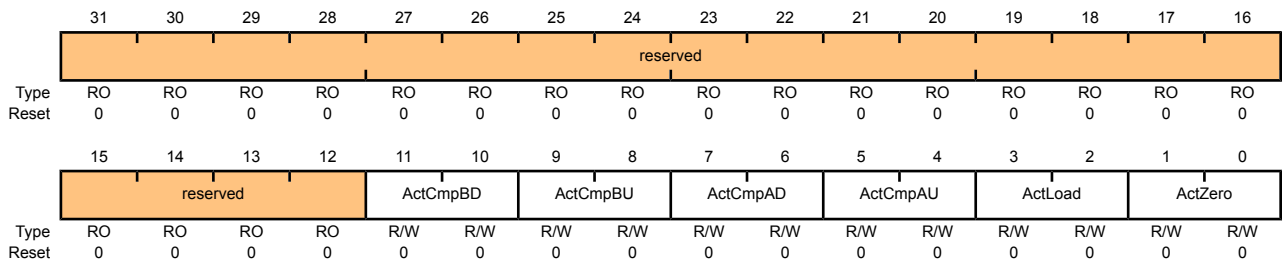 31 30 29 28 27 26 25 24 23 22 21 20 19 18 17 16
reserved
Type RO RO RO RO RO RO RO RO RO RO RO RO RO RO RO RO
Reset 0 0 0 0 0 0 0 0 0 0 0 0 0 0 0 0
15 14 13 12 11 10 9 8 7 6 5 4 3 2 1 0
reserved ActCmpBD ActCmpBU ActCmpAD ActCmpAU ActLoad ActZero
Type RO RO RO RO R/W R/W R/W R/W R/W R/W R/W R/W R/W R/W R/W R/W
Reset 0 0 0 0 0 0 0 0 0 0 0 0 0 0 0 0